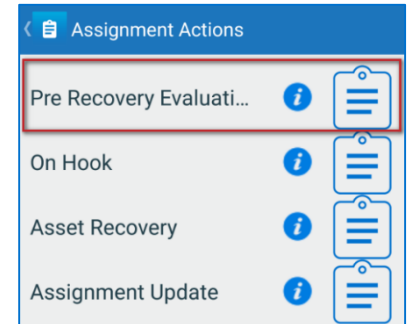 Assignment Actions
Pre Recovery Evaluati...
On Hook
Asset Recovery
Assignment Update